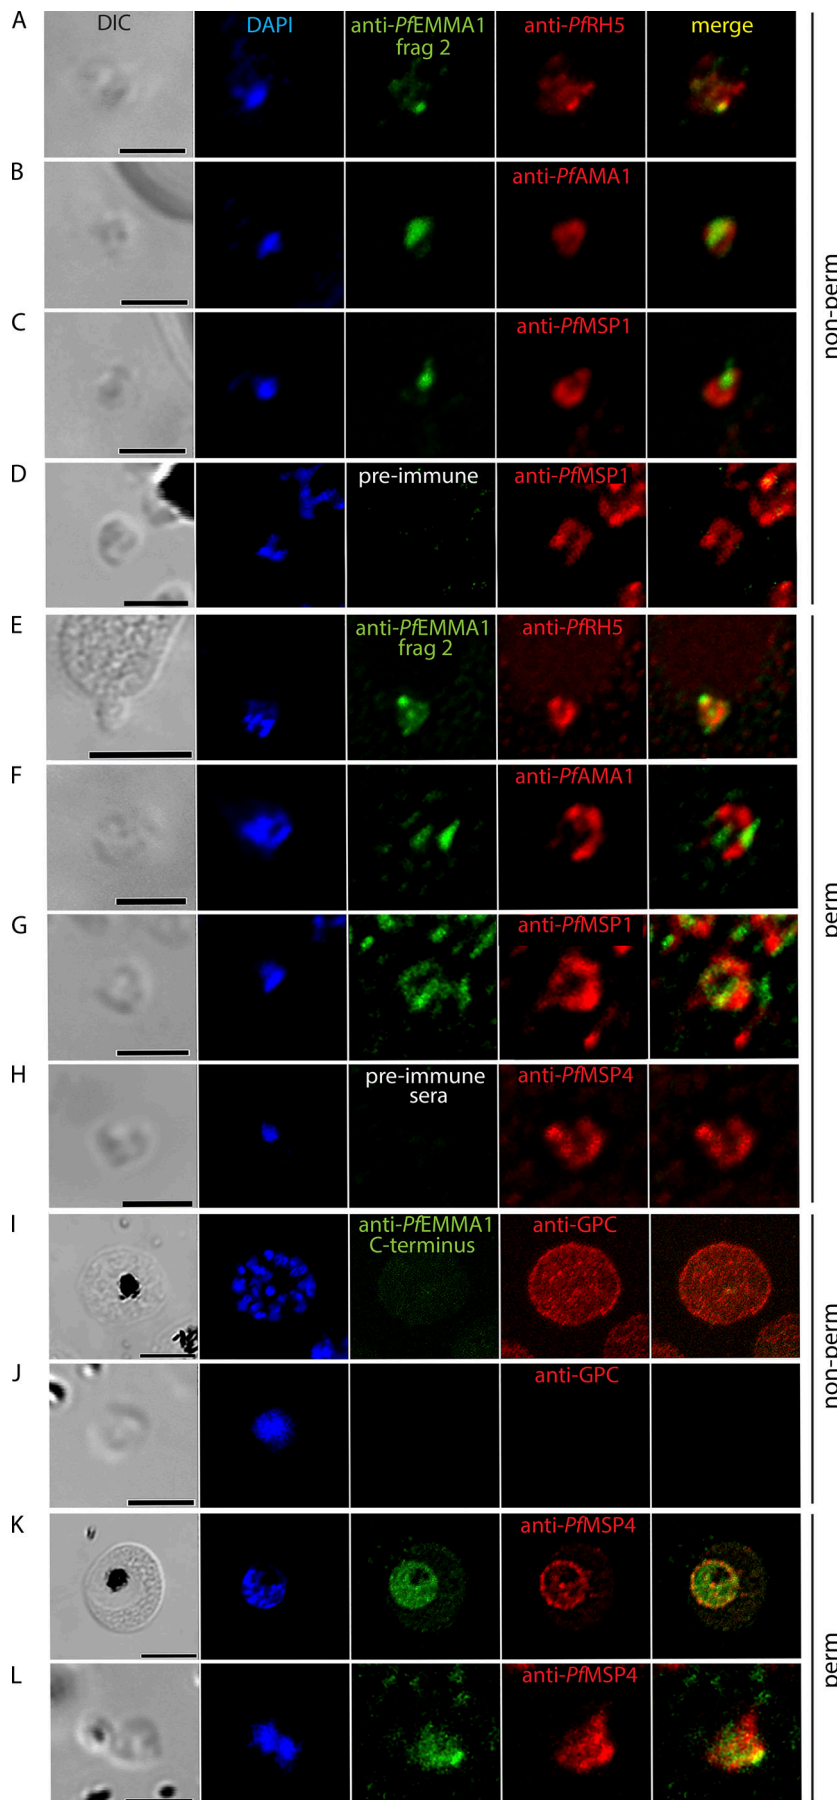 A DIC DAPI anti-PfEMMA1 anti-PfRH5 merge
frag 2
B anti-PfAMA1
C anti-PfMSP1
D pre-immune anti-PfMSP1
non-perm
E anti-PfEMMA1 anti-PfRH5
frag 2
F anti-PfAMA1
G anti-PfMSP1
H pre-immune anti-PfMSP4
sera
perm
I anti-PfEMMA1 anti-GPC
C-terminus
J anti-GPC
non-perm
K anti-PfMSP4
L anti-PfMSP4
perm